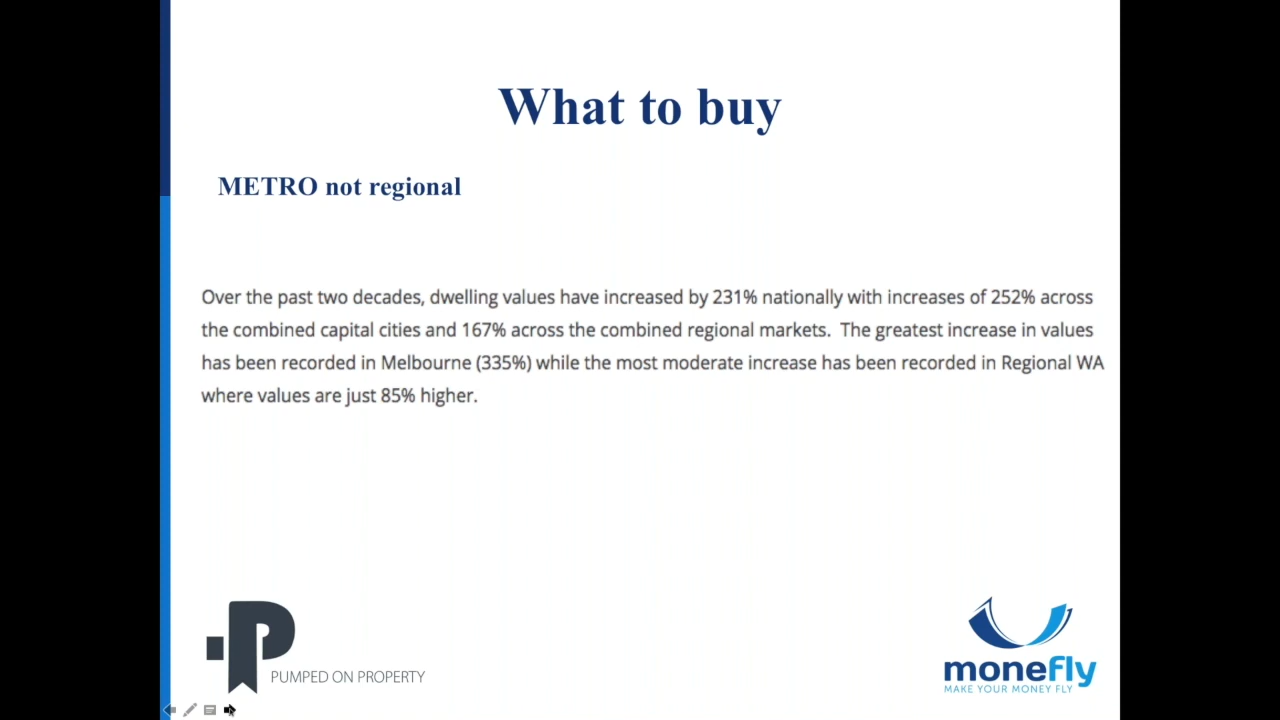 What to buy
METRO not regional
Over the past two decades, dwelling values have increased by 231% nationally with increases of 252% across
the combined capital cities and 167% across the combined regional markets. The greatest increase in values
has been recorded in Melbourne (335%) while the most moderate increase has been recorded in Regional WA
where values are just 85% higher.
PUMPED ON PROPERTY
monefly
MAKE YOUR MONEY FLY